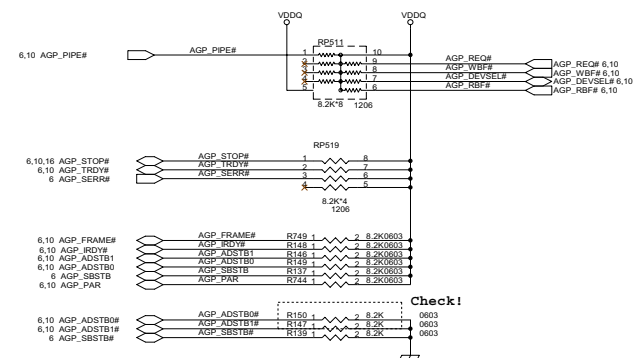 VDDQ VDDQ
RP511
6,10 AGP_PIPE# AGP_PIPE# 1 10
2 9 AGP_REQ# AGP_REQ# 6,10
3 8 AGP_WBF# AGP_WBF# 6,10
4 7 AGP_DEVSEL# AGP_DEVSEL# 6,10
5 6 AGP_RBF# AGP_RBF# 6,10
8.2K*8 1206
RP519
6,10,16 AGP_STOP# AGP_STOP# 1 8
6,10 AGP_TRDY# AGP_TRDY# 2 7
6 AGP_SERR# AGP_SERR# 3 6
4 5
8.2K*4
1206
6,10 AGP_FRAME# AGP_FRAME# R749 1 2 8.2K0603
6,10 AGP_IRDY# AGP_IRDY# R148 1 2 8.2K0603
6,10 AGP_ADSTB1 AGP_ADSTB1 R146 1 2 8.2K0603
6,10 AGP_ADSTB0 AGP_ADSTB0 R149 1 2 8.2K0603
6 AGP_SBSTB AGP_SBSTB R137 1 2 8.2K0603
6,10 AGP_PAR AGP_PAR R744 1 2 8.2K0603
Check!
6,10 AGP_ADSTB0# AGP_ADSTB0# R150 1 2 8.2K 0603
6,10 AGP_ADSTB1# AGP_ADSTB1# R147 1 2 8.2K 0603
6 AGP_SBSTB# AGP_SBSTB# R139 1 2 8.2K 0603